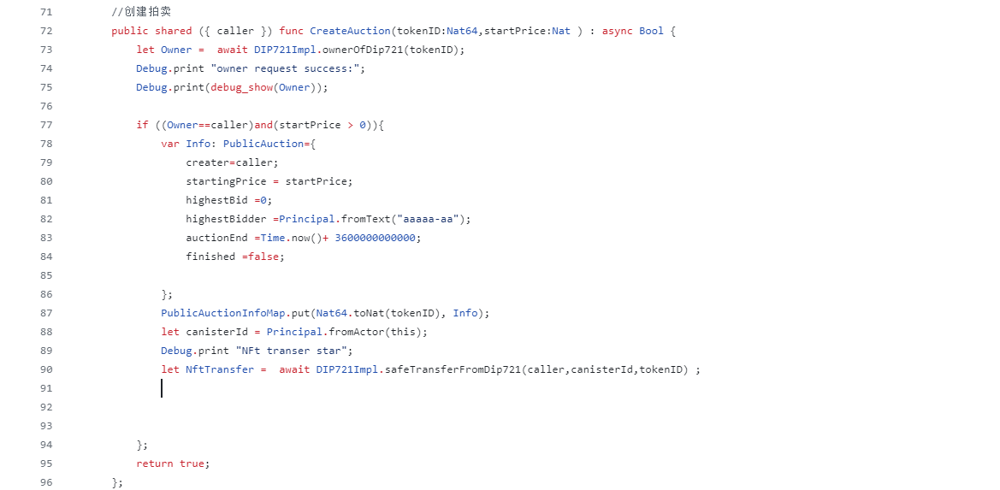 71 //创建拍卖
72 public shared ({ caller }) func CreateAuction(tokenID:Nat64,startPrice:Nat ) : async Bool {
73 let Owner =  await DIP721Impl.ownerOfDip721(tokenID);
74 Debug.print "owner request success:";
75 Debug.print(debug_show(Owner));
76
77 if ((Owner==caller)and(startPrice > 0)){
78 var Info: PublicAuction={
79 creater=caller;
80 startingPrice = startPrice;
81 highestBid =0;
82 highestBidder =Principal.fromText("aaaaa-aa");
83 auctionEnd =Time.now()+ 3600000000000;
84 finished =false;
85
86 };
87 PublicAuctionInfoMap.put(Nat64.toNat(tokenID), Info);
88 let canisterId = Principal.fromActor(this);
89 Debug.print "NFt transer star";
90 let NftTransfer =  await DIP721Impl.safeTransferFromDip721(caller,canisterId,tokenID) ;
91
92
93
94 };
95 return true;
96 };